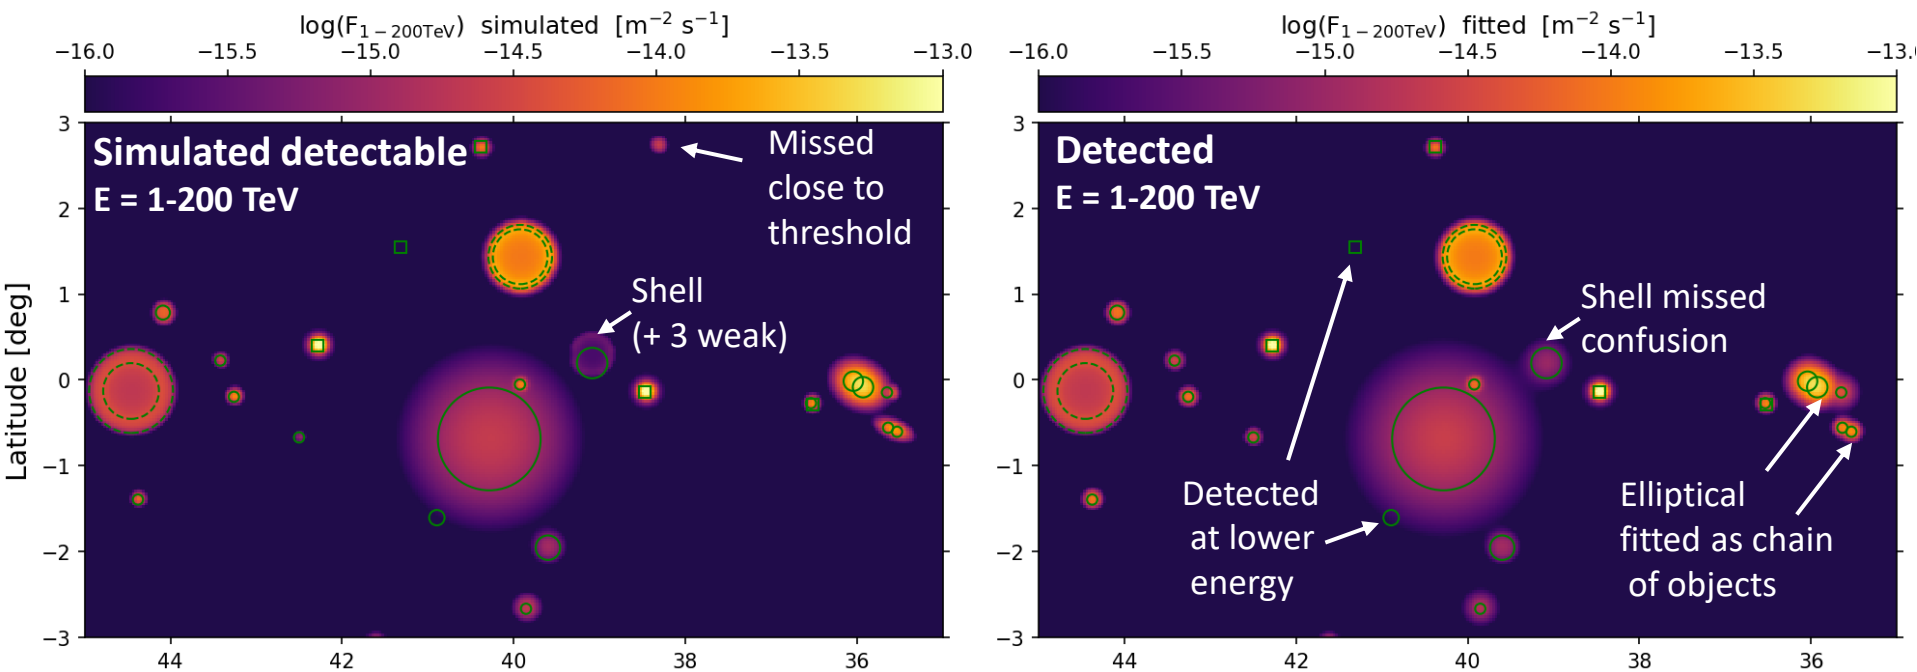 log(F1−200TeV) simulated [m−2 s−1]
−16.0 −15.5 −15.0 −14.5 −14.0 −13.5 −13.0
Simulated detectable
E = 1-200 TeV
Missed
close to
threshold
Shell
(+ 3 weak)
Latitude [deg]
3
2
1
0
−1
−2
−3
44 42 40 38 36
log(F1−200TeV) fitted [m−2 s−1]
−16.0 −15.5 −15.0 −14.5 −14.0 −13.5 −13.0
Detected
E = 1-200 TeV
Shell missed
confusion
Detected
at lower
energy
Elliptical
fitted as chain
of objects
3
2
1
0
−1
−2
−3
44 42 40 38 36